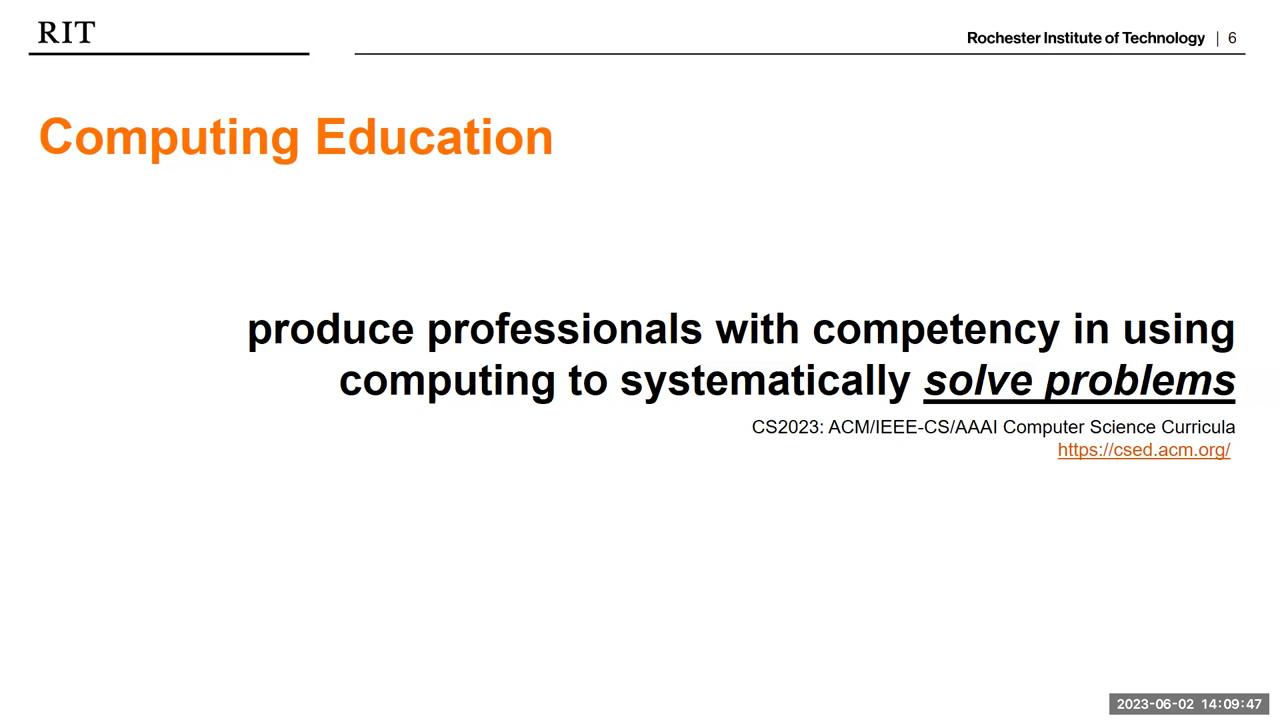 RIT
Rochester Institute of Technology | 6
Computing Education
produce professionals with competency in using
computing to systematically solve problems
CS2023: ACM/IEEE-CS/AAAI Computer Science Curricula
https://csed.acm.org/
2023-06-02 14:09:47